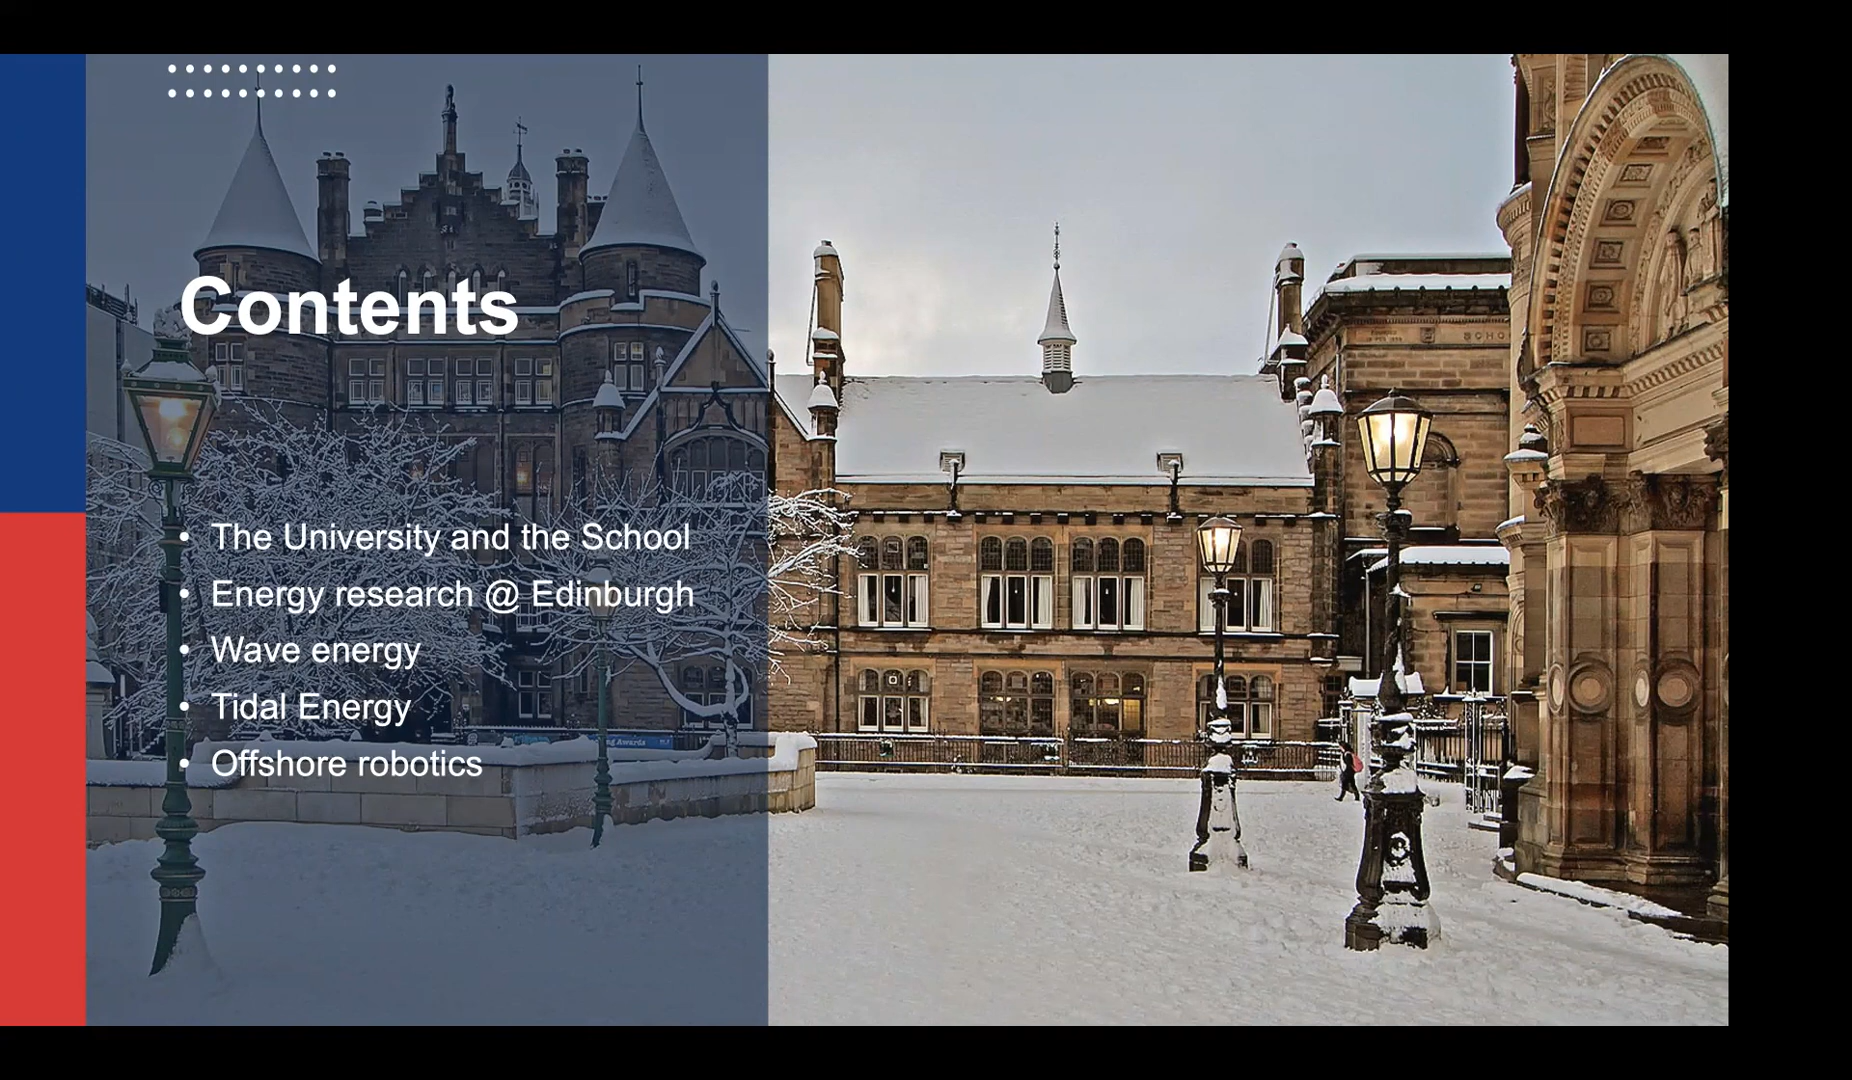 Contents
• The University and the School
• Energy research @ Edinburgh
• Wave energy
• Tidal Energy
• Offshore robotics